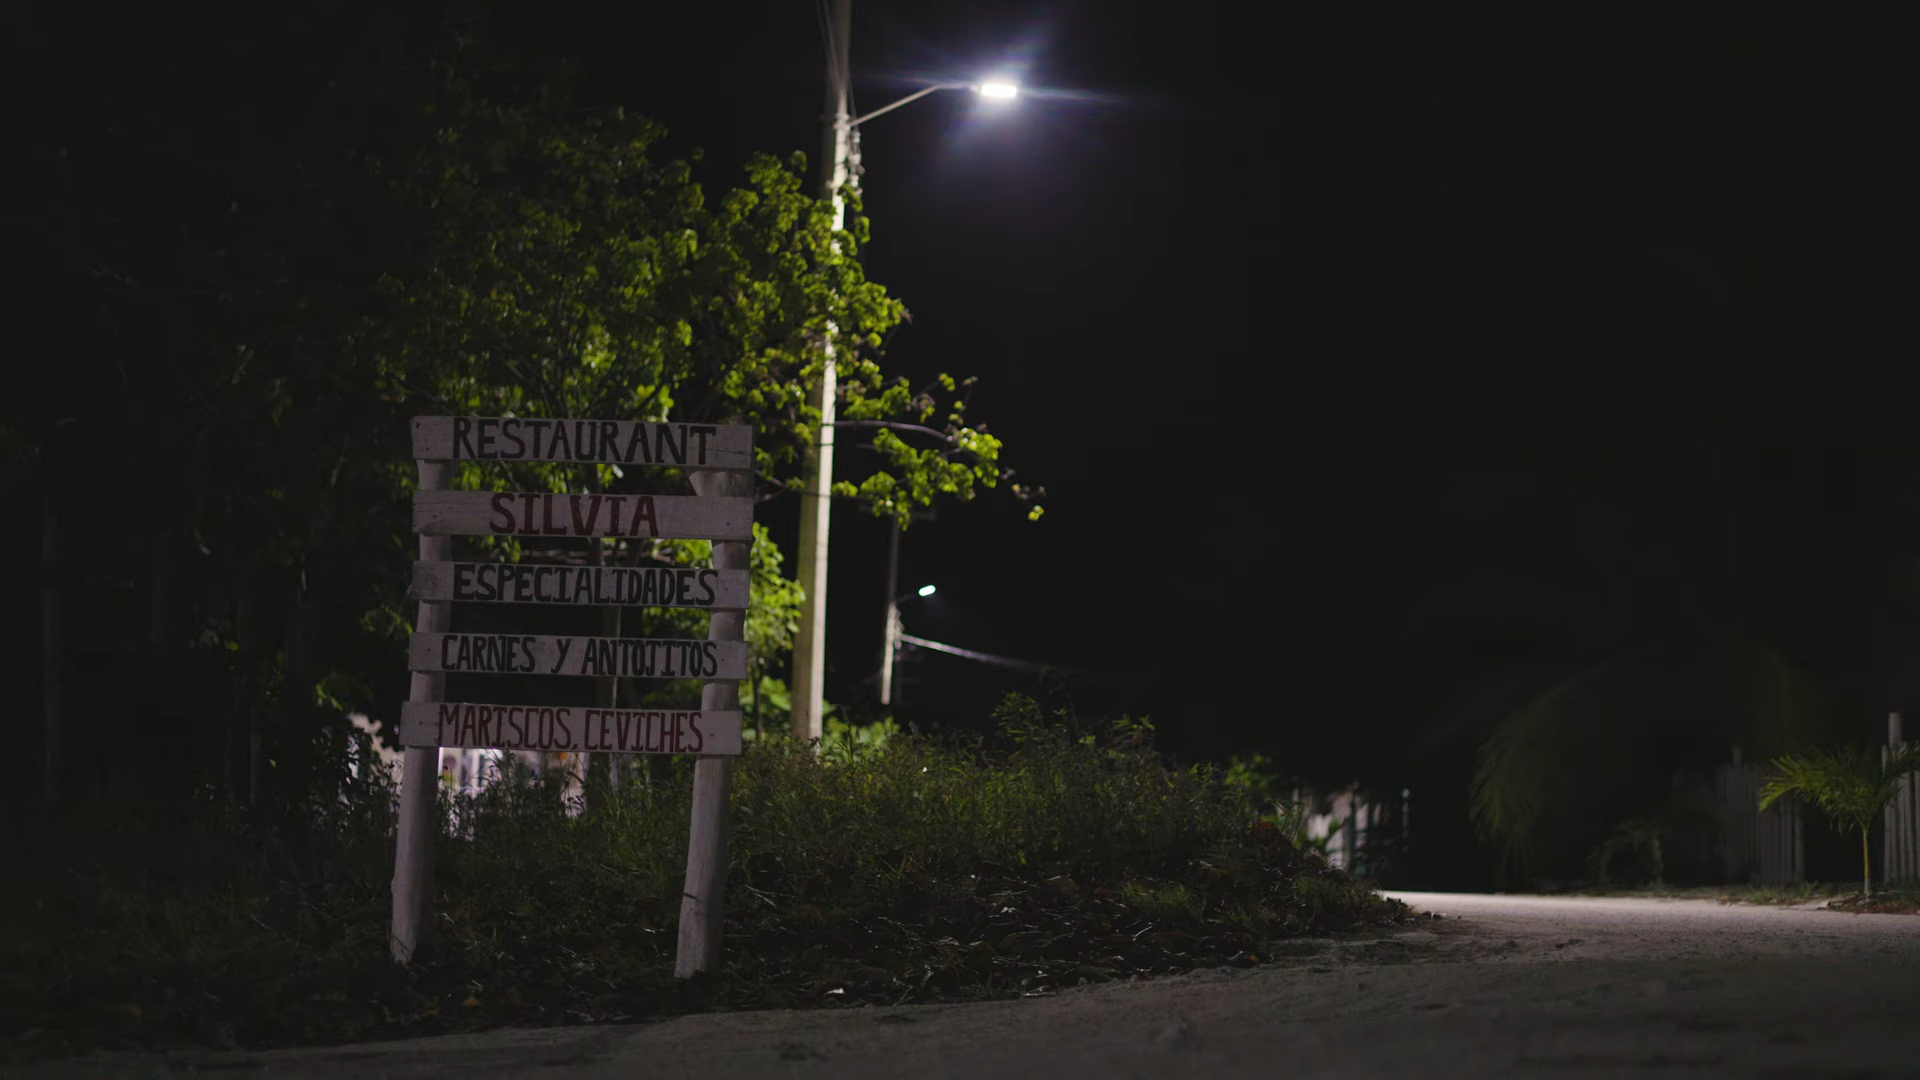 RESTAURANT
SILVIA
ESPECIALIDADES
CARNES Y ANTOJITOS
MARISCOS, CEVICHES